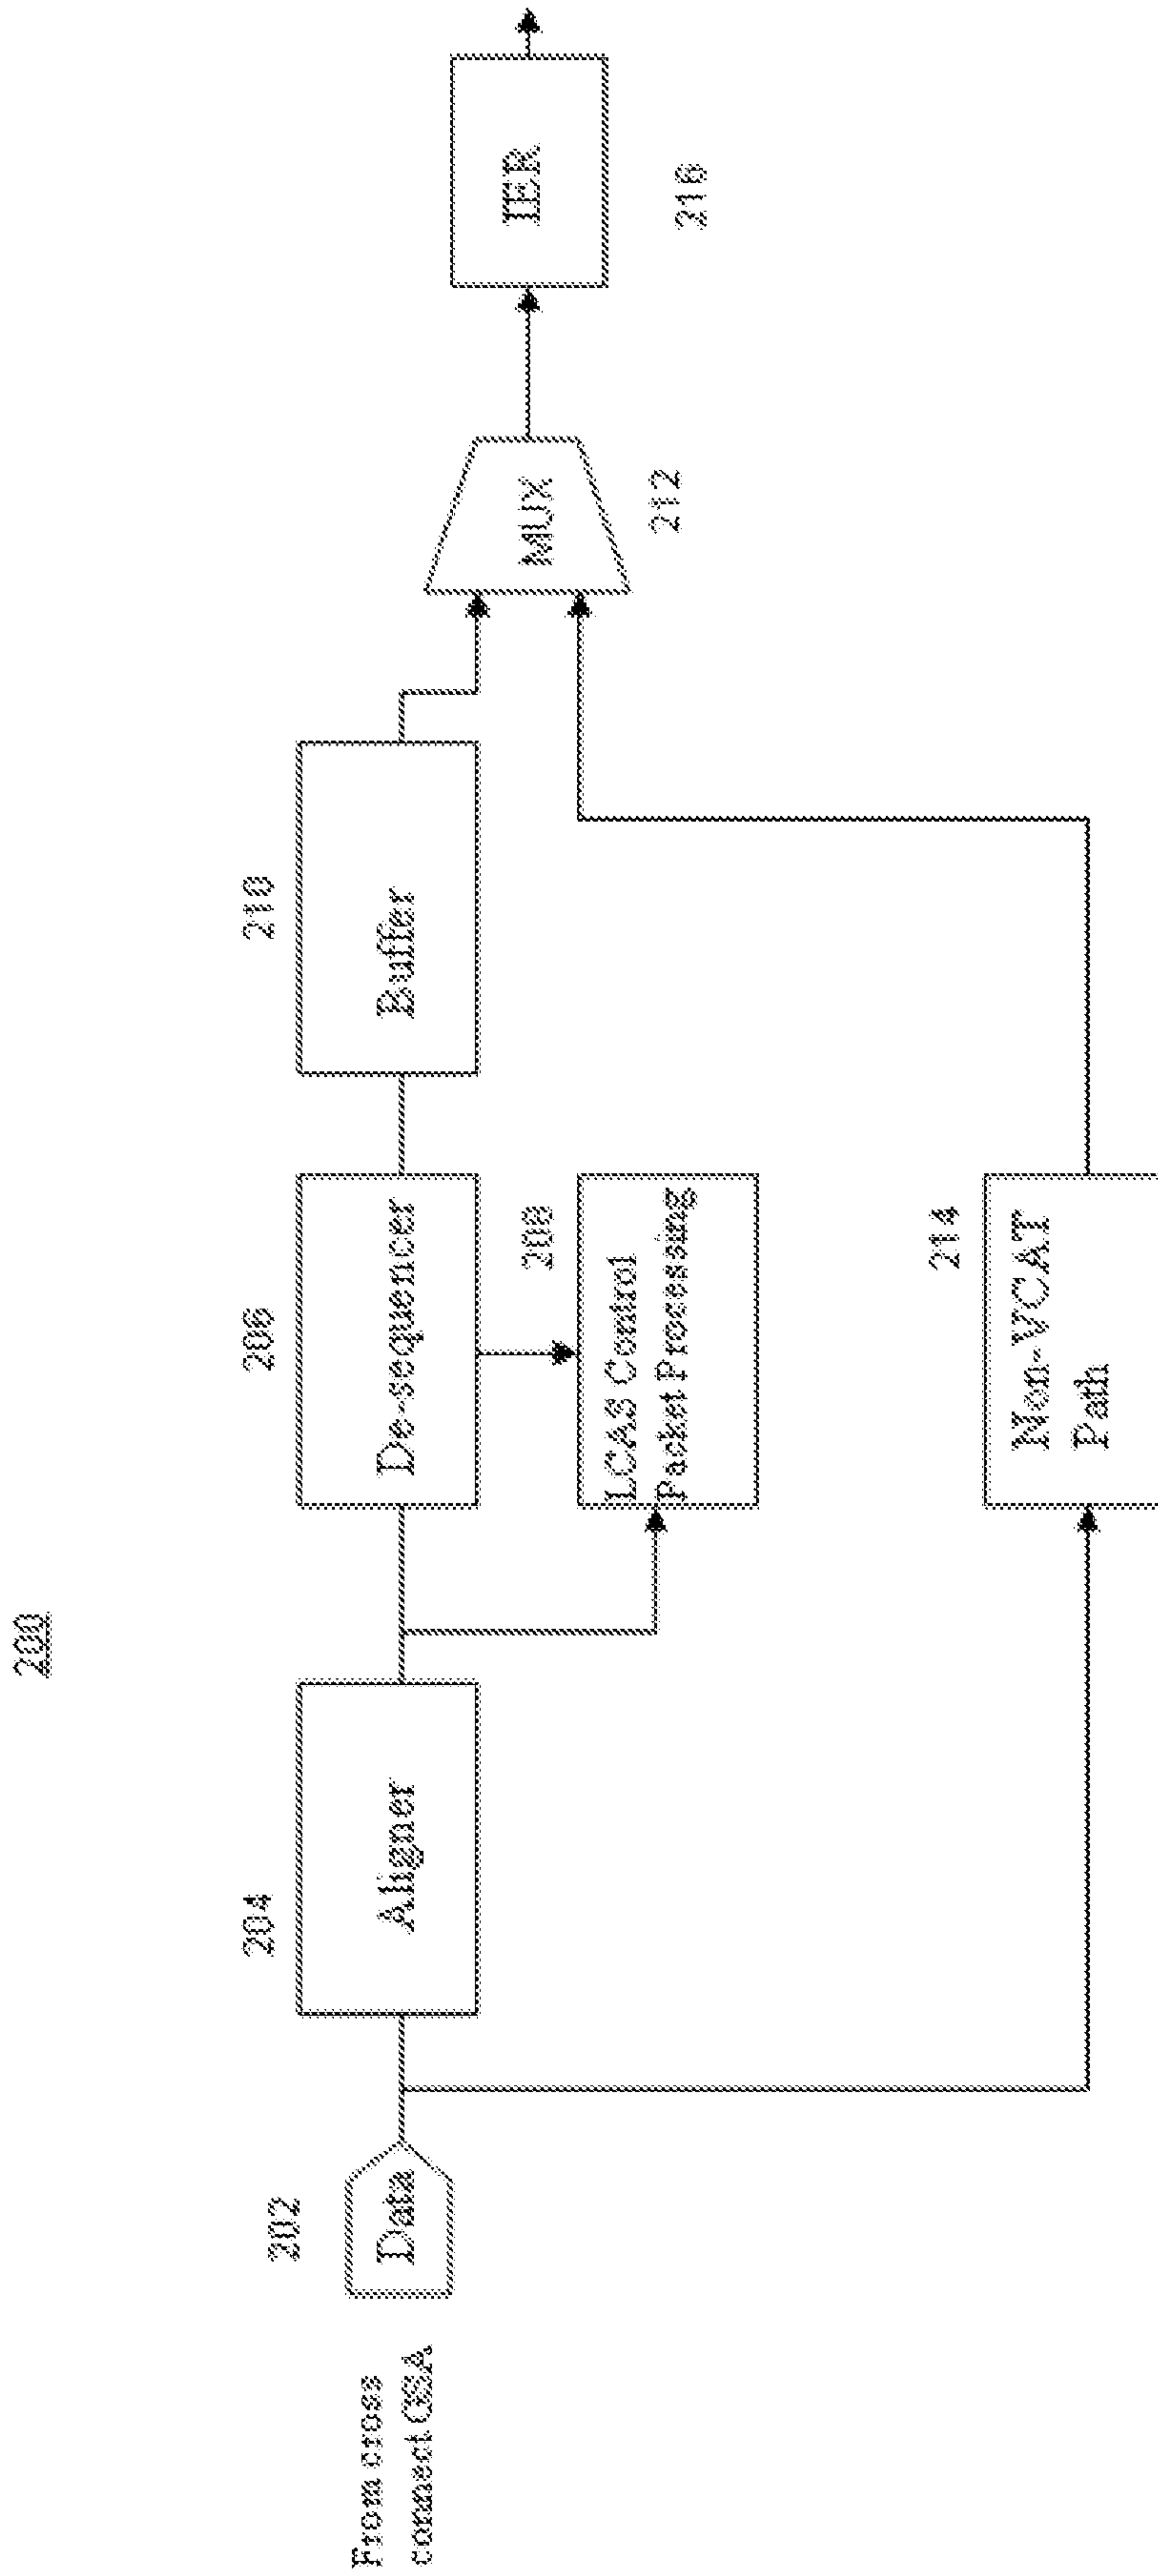 200
From cross
connect CSA
202
Data
204
Aligner
206
De-sequencer
208
LCAS Control
Packet Processing
210
Buffer
214
Non-VCAT
Path
MUX
212
IER
216